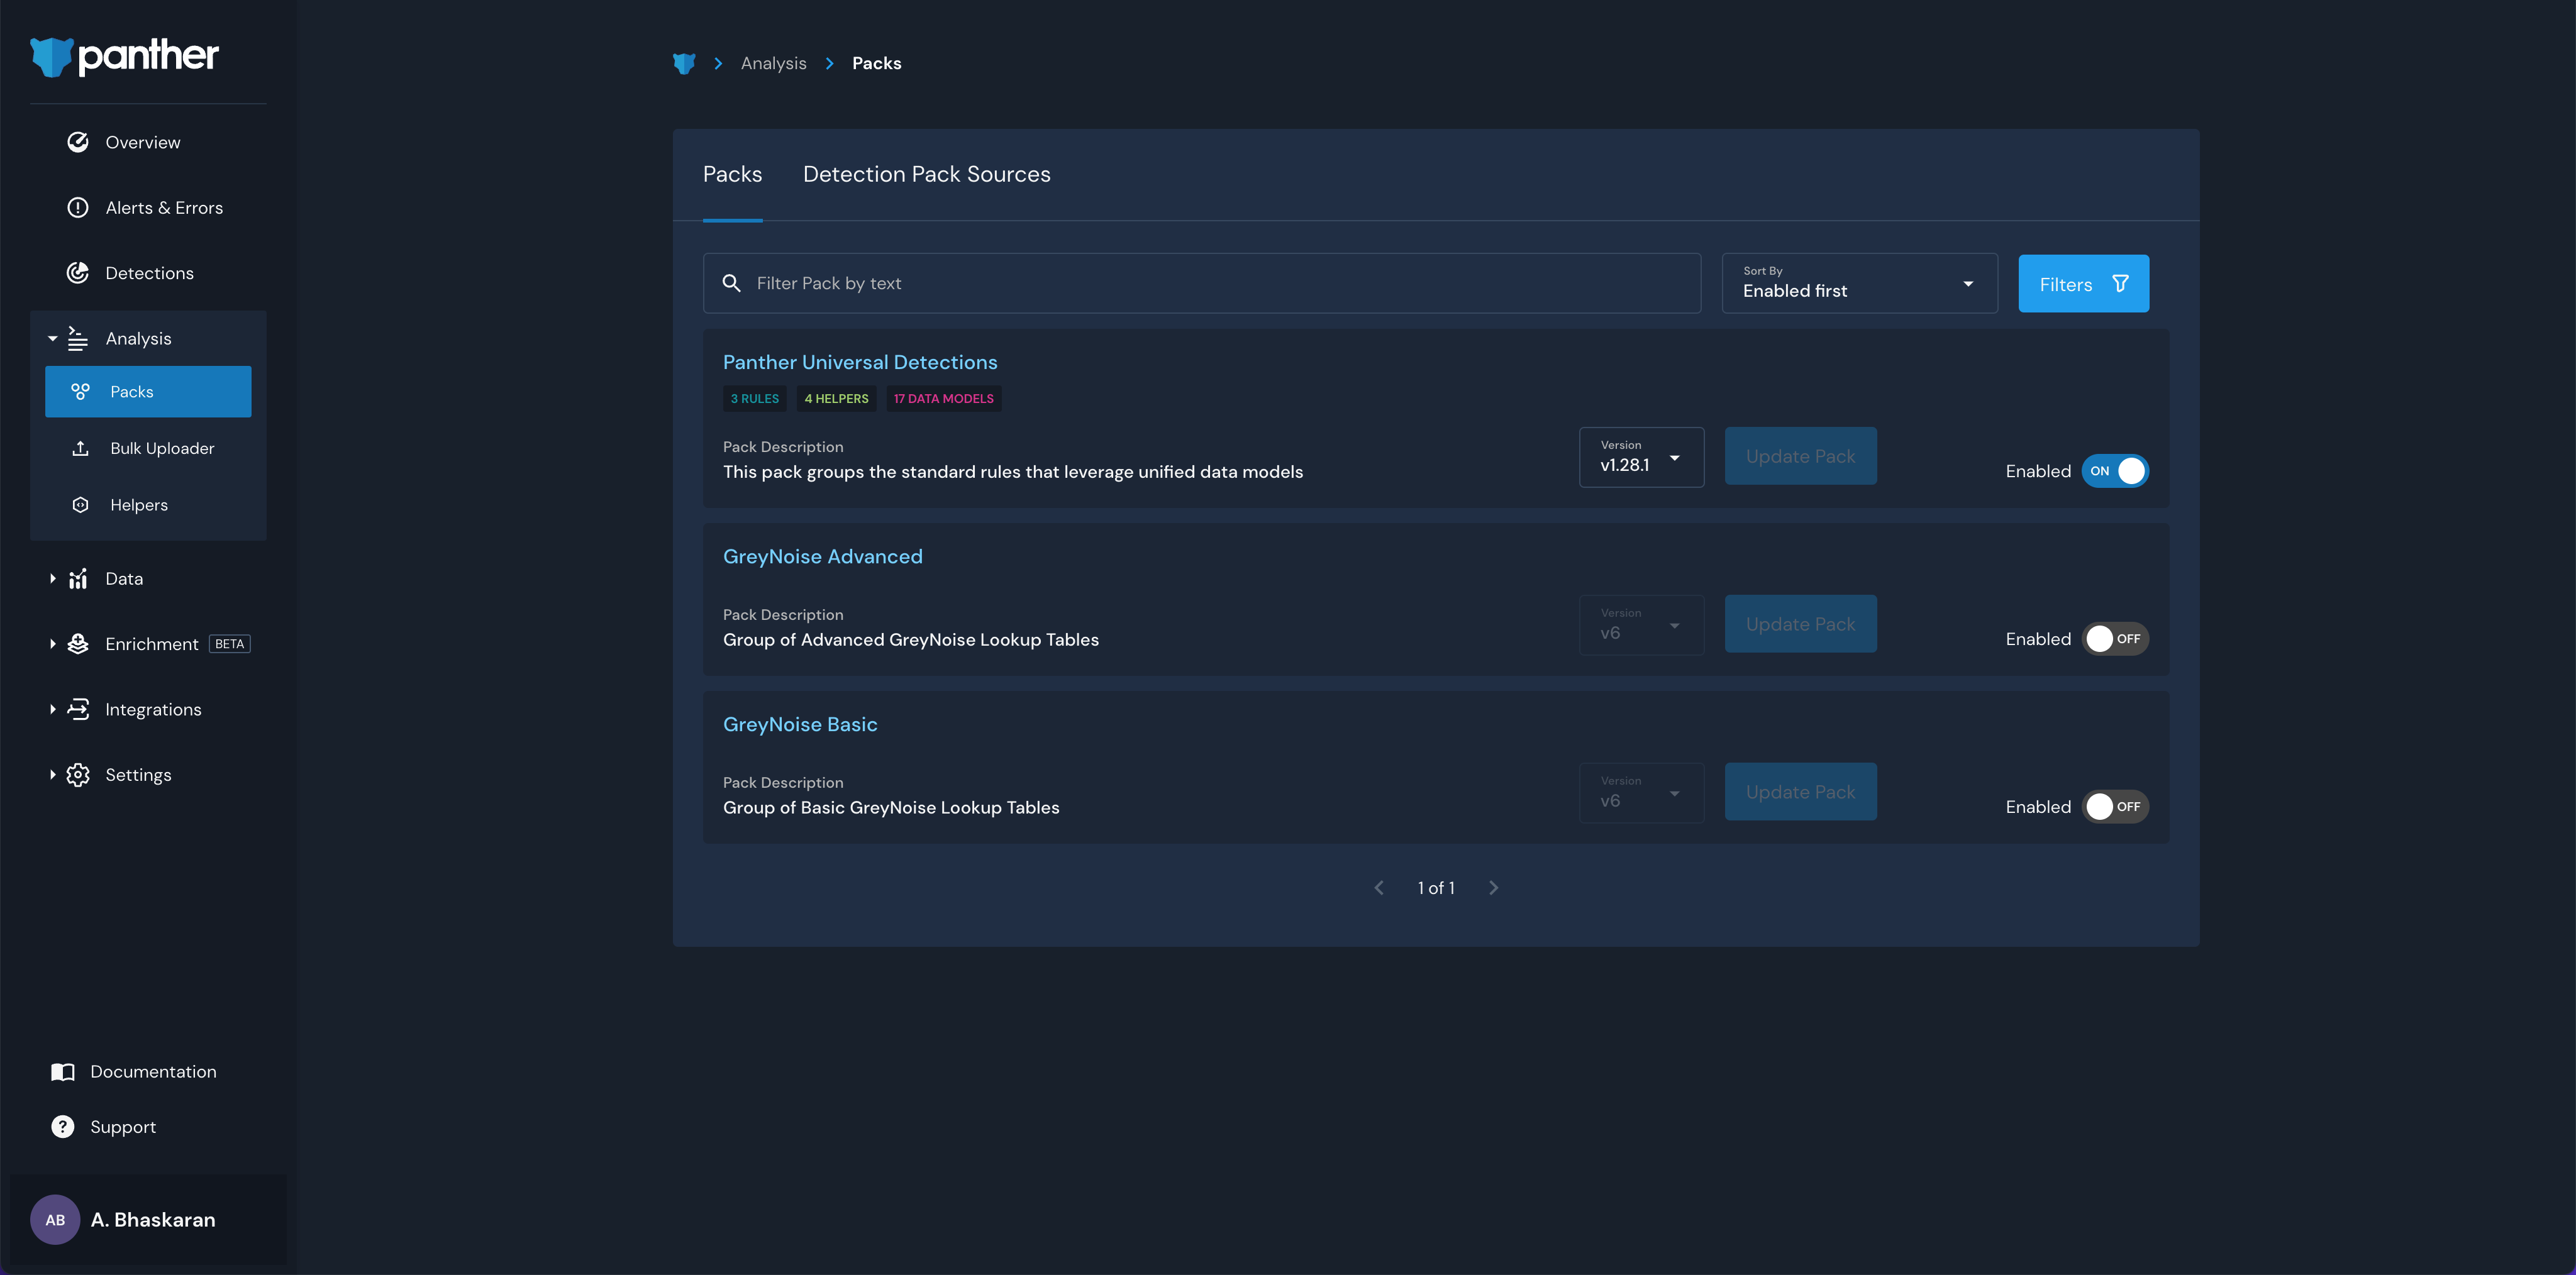 panther
Overview
Alerts & Errors
Detections
Analysis
Packs
Bulk Uploader
Helpers
Data
Enrichment BETA
Integrations
Settings
Documentation
Support
AB A. Bhaskaran
Analysis Packs
Packs Detection Pack Sources
Filter Pack by text
Sort By
Enabled first
Filters
Panther Universal Detections
3 RULES 4 HELPERS 17 DATA MODELS
Pack Description
This pack groups the standard rules that leverage unified data models
Version
v1.28.1
Update Pack
Enabled ON
GreyNoise Advanced
Pack Description
Group of Advanced GreyNoise Lookup Tables
Version
v6
Update Pack
Enabled OFF
GreyNoise Basic
Pack Description
Group of Basic GreyNoise Lookup Tables
Version
v6
Update Pack
Enabled OFF
1 of 1